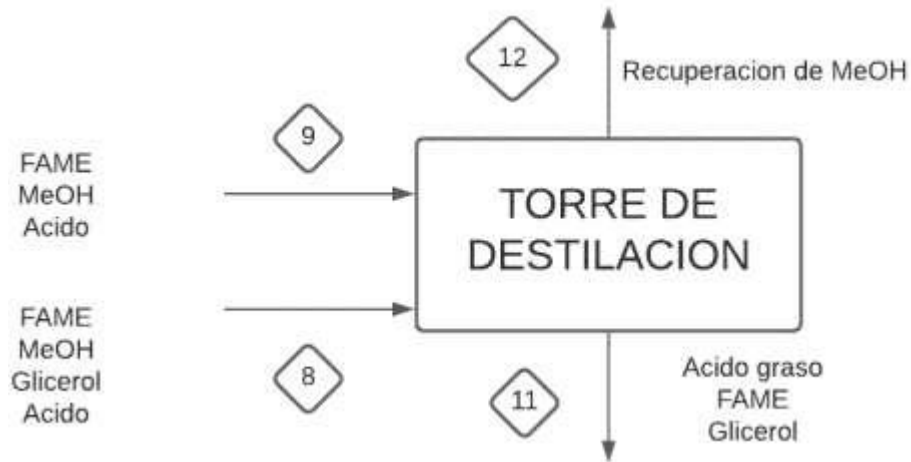 12
Recuperacion de MeOH
9
FAME
MeOH
Acido
TORRE DE
DESTILACION
FAME
MeOH
Glicerol
Acido
8
11
Acido graso
FAME
Glicerol